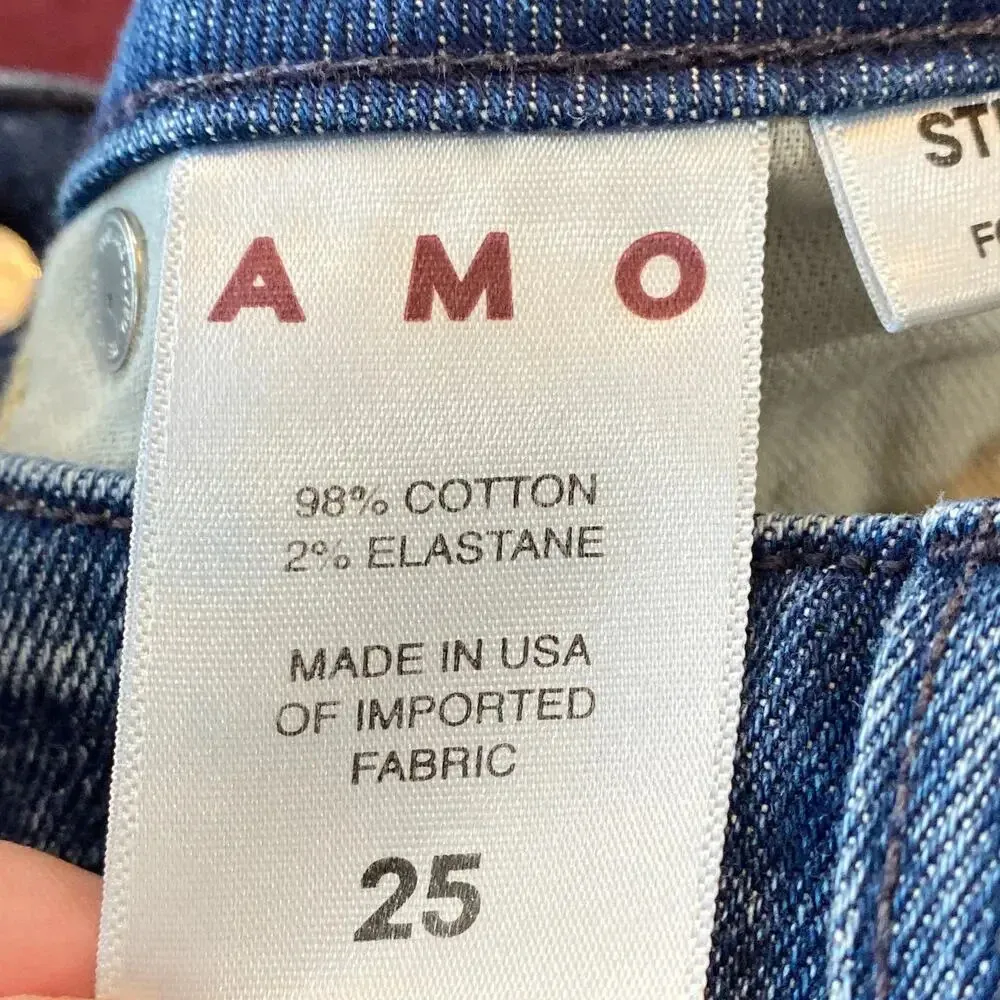 AMO
98% COTTON
2% ELASTANE
MADE IN USA
OF IMPORTED
FABRIC
25